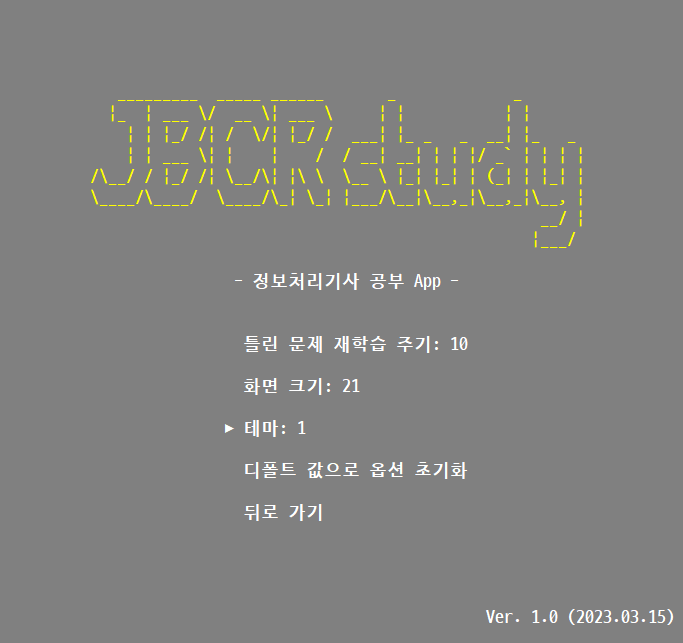 JBCR study
- 정보처리기사 공부 App -
틀린 문제 재학습 주기: 10
화면 크기: 21
▶ 테마: 1
디폴트 값으로 옵션 초기화
뒤로 가기
Ver. 1.0 (2023.03.15)